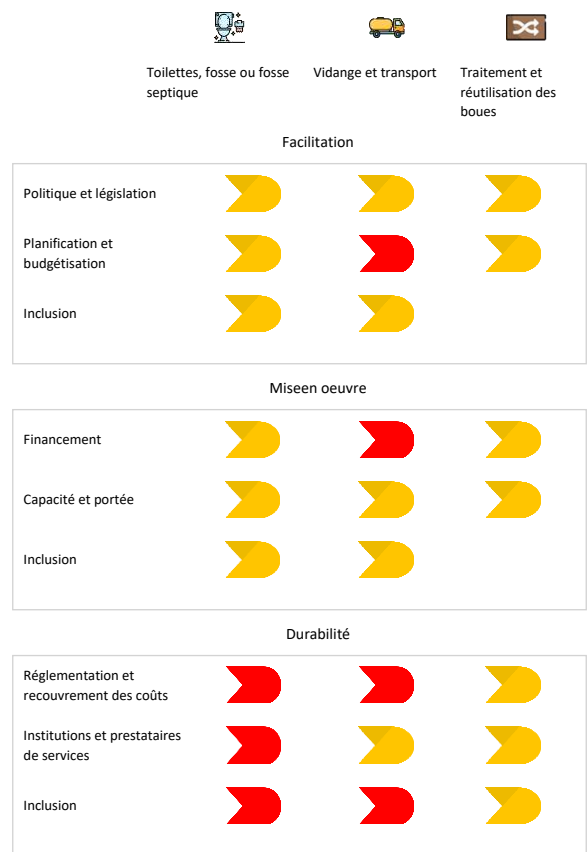 Toilettes, fosse ou fosse
septique
Vidange et transport
Traitement et
réutilisation des
boues
Facilitation
Politique et législation
Planification et
budgétisation
Inclusion
Miseen oeuvre
Financement
Capacité et portée
Inclusion
Durabilité
Réglementation et
recouvrement des coûts
Institutions et prestataires
de services
Inclusion